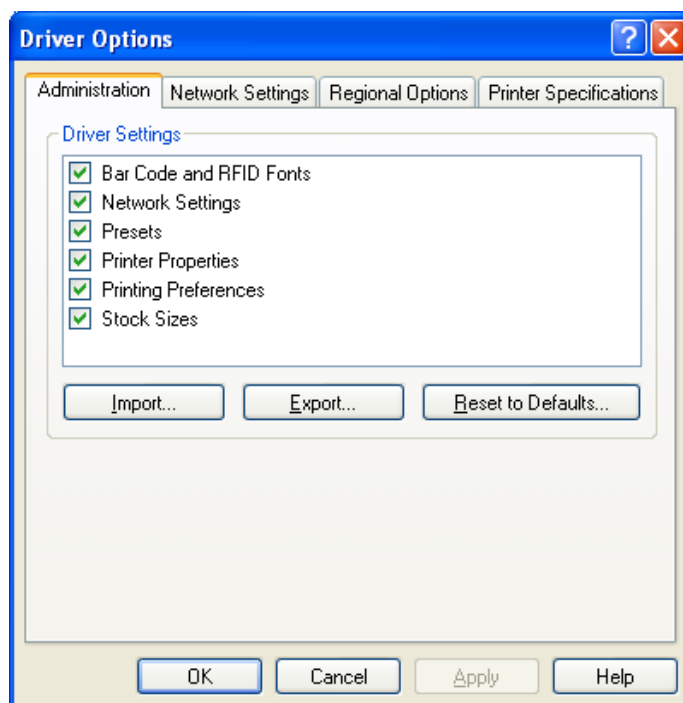 Driver Options
Administration Network Settings Regional Options Printer Specifications
Driver Settings
Bar Code and RFID Fonts
Network Settings
Presets
Printer Properties
Printing Preferences
Stock Sizes
Import... Export... Reset to Defaults...
OK Cancel Apply Help